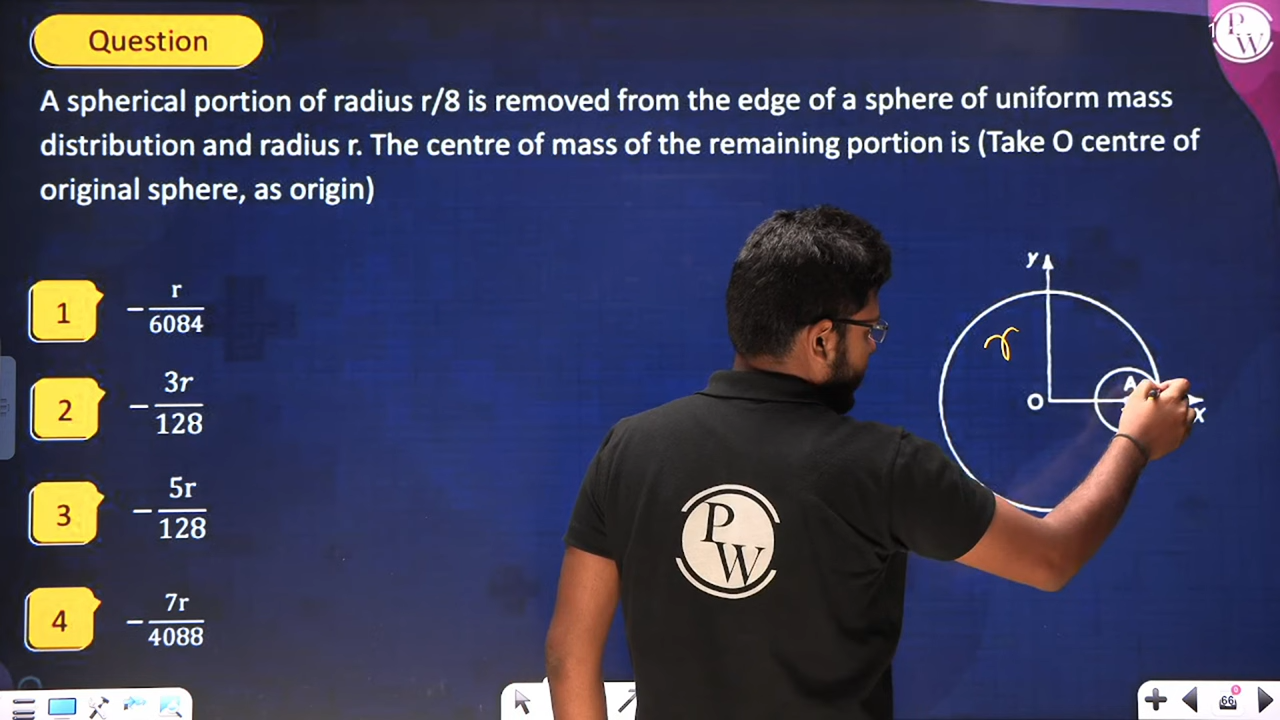 Question
A spherical portion of radius r/8 is removed from the edge of a sphere of uniform mass
distribution and radius r. The centre of mass of the remaining portion is (Take O centre of
original sphere, as origin)
1
- r/6084
2
- 3r/128
3
- 5r/128
4
- 7r/4088
y
r
A
O
X
PW
PW
66